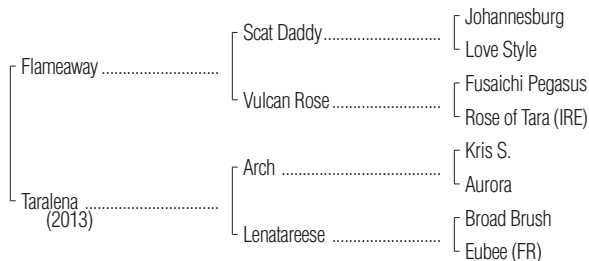 Johannesburg
Scat Daddy
Love Style
Flameaway
Fusaichi Pegasus
Vulcan Rose
Rose of Tara (IRE)
Kris S.
Arch
Aurora
Taralena
(2013)
Broad Brush
Lenatareese
Eubee (FR)